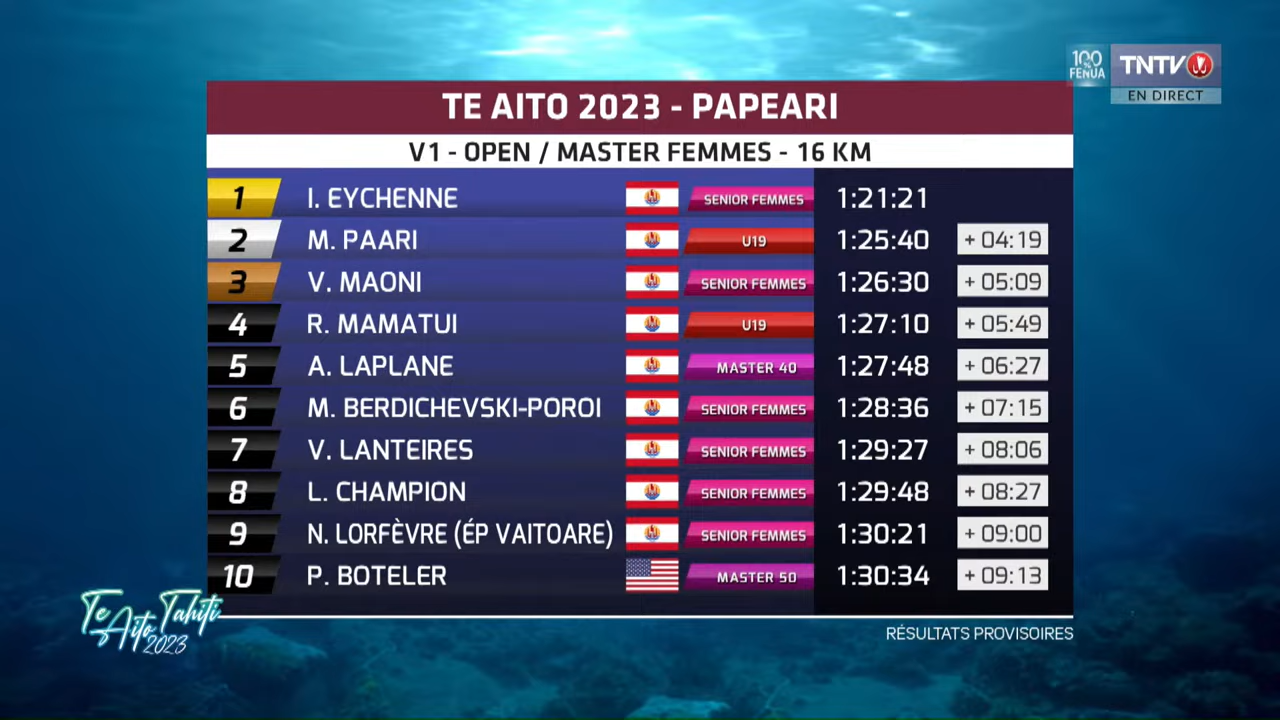 100
%
FENUA
TNTV
EN DIRECT
TE AITO 2023 - PAPEARI
V1 - OPEN / MASTER FEMMES - 16 KM
1 I. EYCHENNE SENIOR FEMMES 1:21:21
2 M. PAARI U19 1:25:40 + 04:19
3 V. MAONI SENIOR FEMMES 1:26:30 + 05:09
4 R. MAMATUI U19 1:27:10 + 05:49
5 A. LAPLANE MASTER 40 1:27:48 + 06:27
6 M. BERDICHEVSKI-POROI SENIOR FEMMES 1:28:36 + 07:15
7 V. LANTEIRES SENIOR FEMMES 1:29:27 + 08:06
8 L. CHAMPION SENIOR FEMMES 1:29:48 + 08:27
9 N. LORFÈVRE (ÉP VAITOARE) SENIOR FEMMES 1:30:21 + 09:00
10 P. BOTELER MASTER 50 1:30:34 + 09:13
Te Aito Tahiti
2023
RÉSULTATS PROVISOIRES